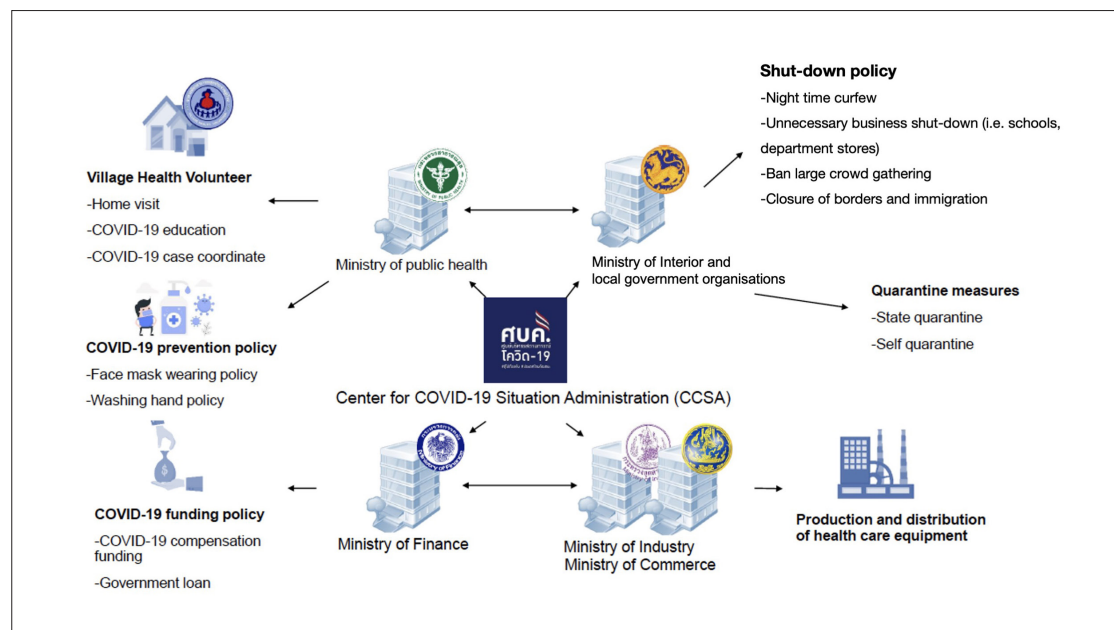 Shut-down policy
-Night time curfew
-Unnecessary business shut-down (i.e. schools,
department stores)
-Ban large crowd gathering
-Closure of borders and immigration
Village Health Volunteer
-Home visit
-COVID-19 education
-COVID-19 case coordinate
Ministry of public health
Ministry of Interior and
local government organisations
Quarantine measures
-State quarantine
-Self quarantine
COVID-19 prevention policy
-Face mask wearing policy
-Washing hand policy
ศบค.
โควิด-19
Center for COVID-19 Situation Administration (CCSA)
COVID-19 funding policy
-COVID-19 compensation
funding
-Government loan
Ministry of Finance
Ministry of Industry
Ministry of Commerce
Production and distribution
of health care equipment